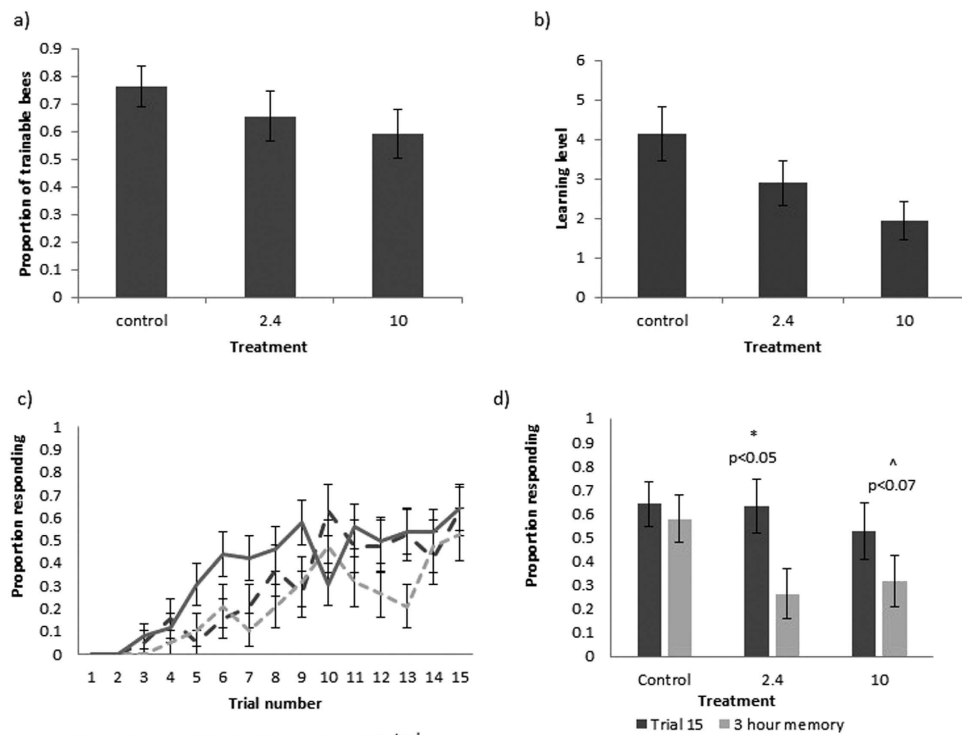 a)
Proportion of trainable bees
0.9
0.8
0.7
0.6
0.5
0.4
0.3
0.2
0.1
0
control 2.4 10
Treatment
b)
Learning level
6
5
4
3
2
1
0
control 2.4 10
Treatment
c)
Proportion responding
1
0.9
0.8
0.7
0.6
0.5
0.4
0.3
0.2
0.1
0
1 2 3 4 5 6 7 8 9 10 11 12 13 14 15
Trial number
d)
Proportion responding
1
0.9
0.8
0.7
0.6
0.5
0.4
0.3
0.2
0.1
0
*
p<0.05
^
p<0.07
Control 2.4 10
Treatment
Trial 15 3 hour memory